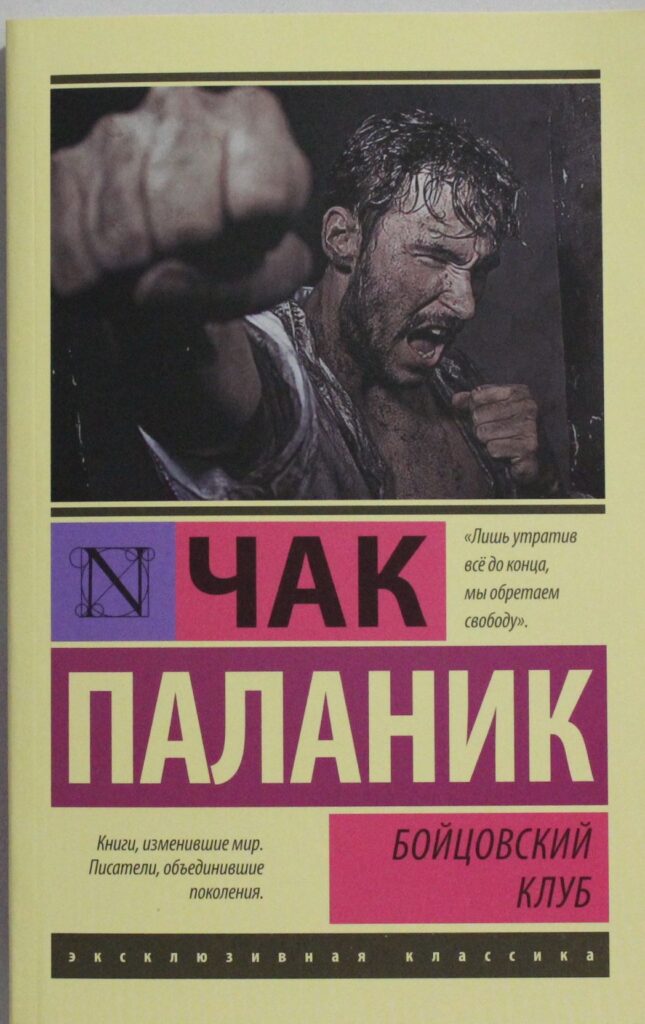 N
ЧАК
«Лишь утратив
всё до конца,
мы обретаем
свободу».
ПАЛАНИК
Книги, изменившие мир.
Писатели, объединившие
поколения.
БОЙЦОВСКИЙ
КЛУБ
эксклюзивная классика